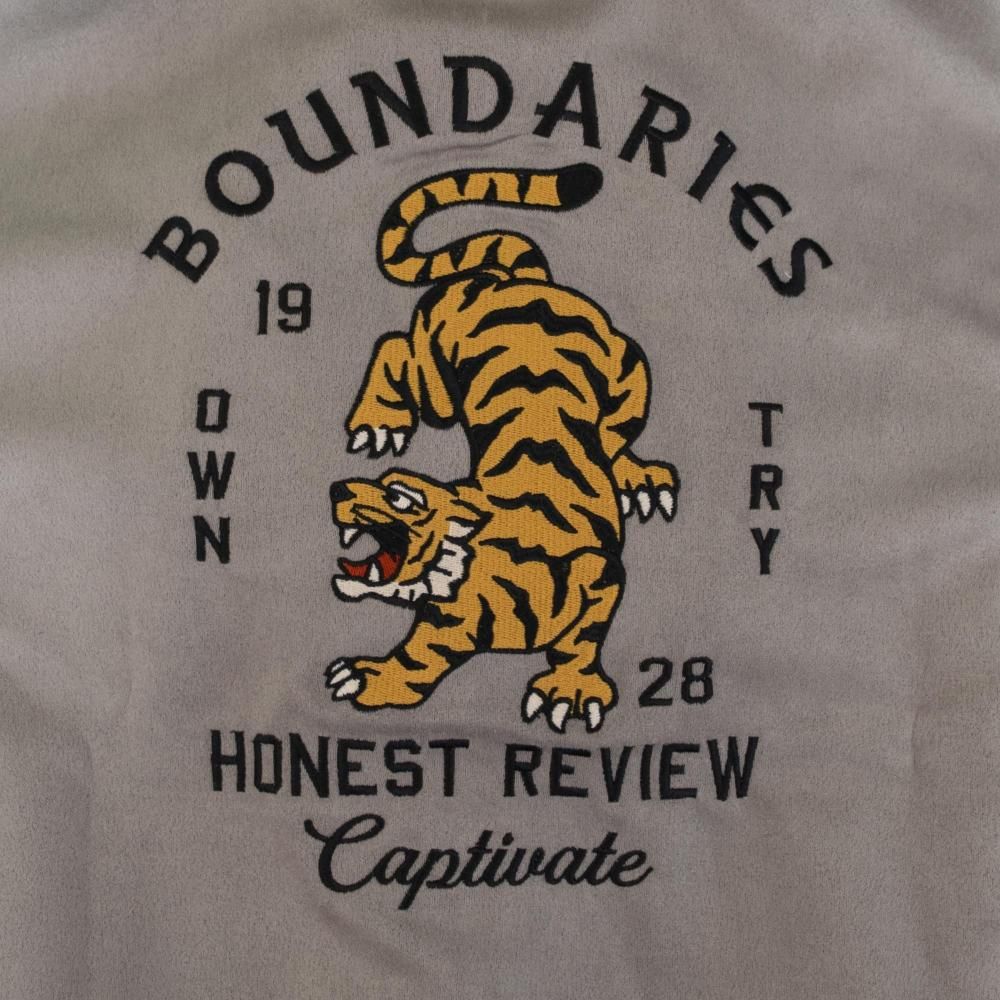 BOUNDARIES
19
OWN
TRY
28
HONEST REVIEW
Captivate